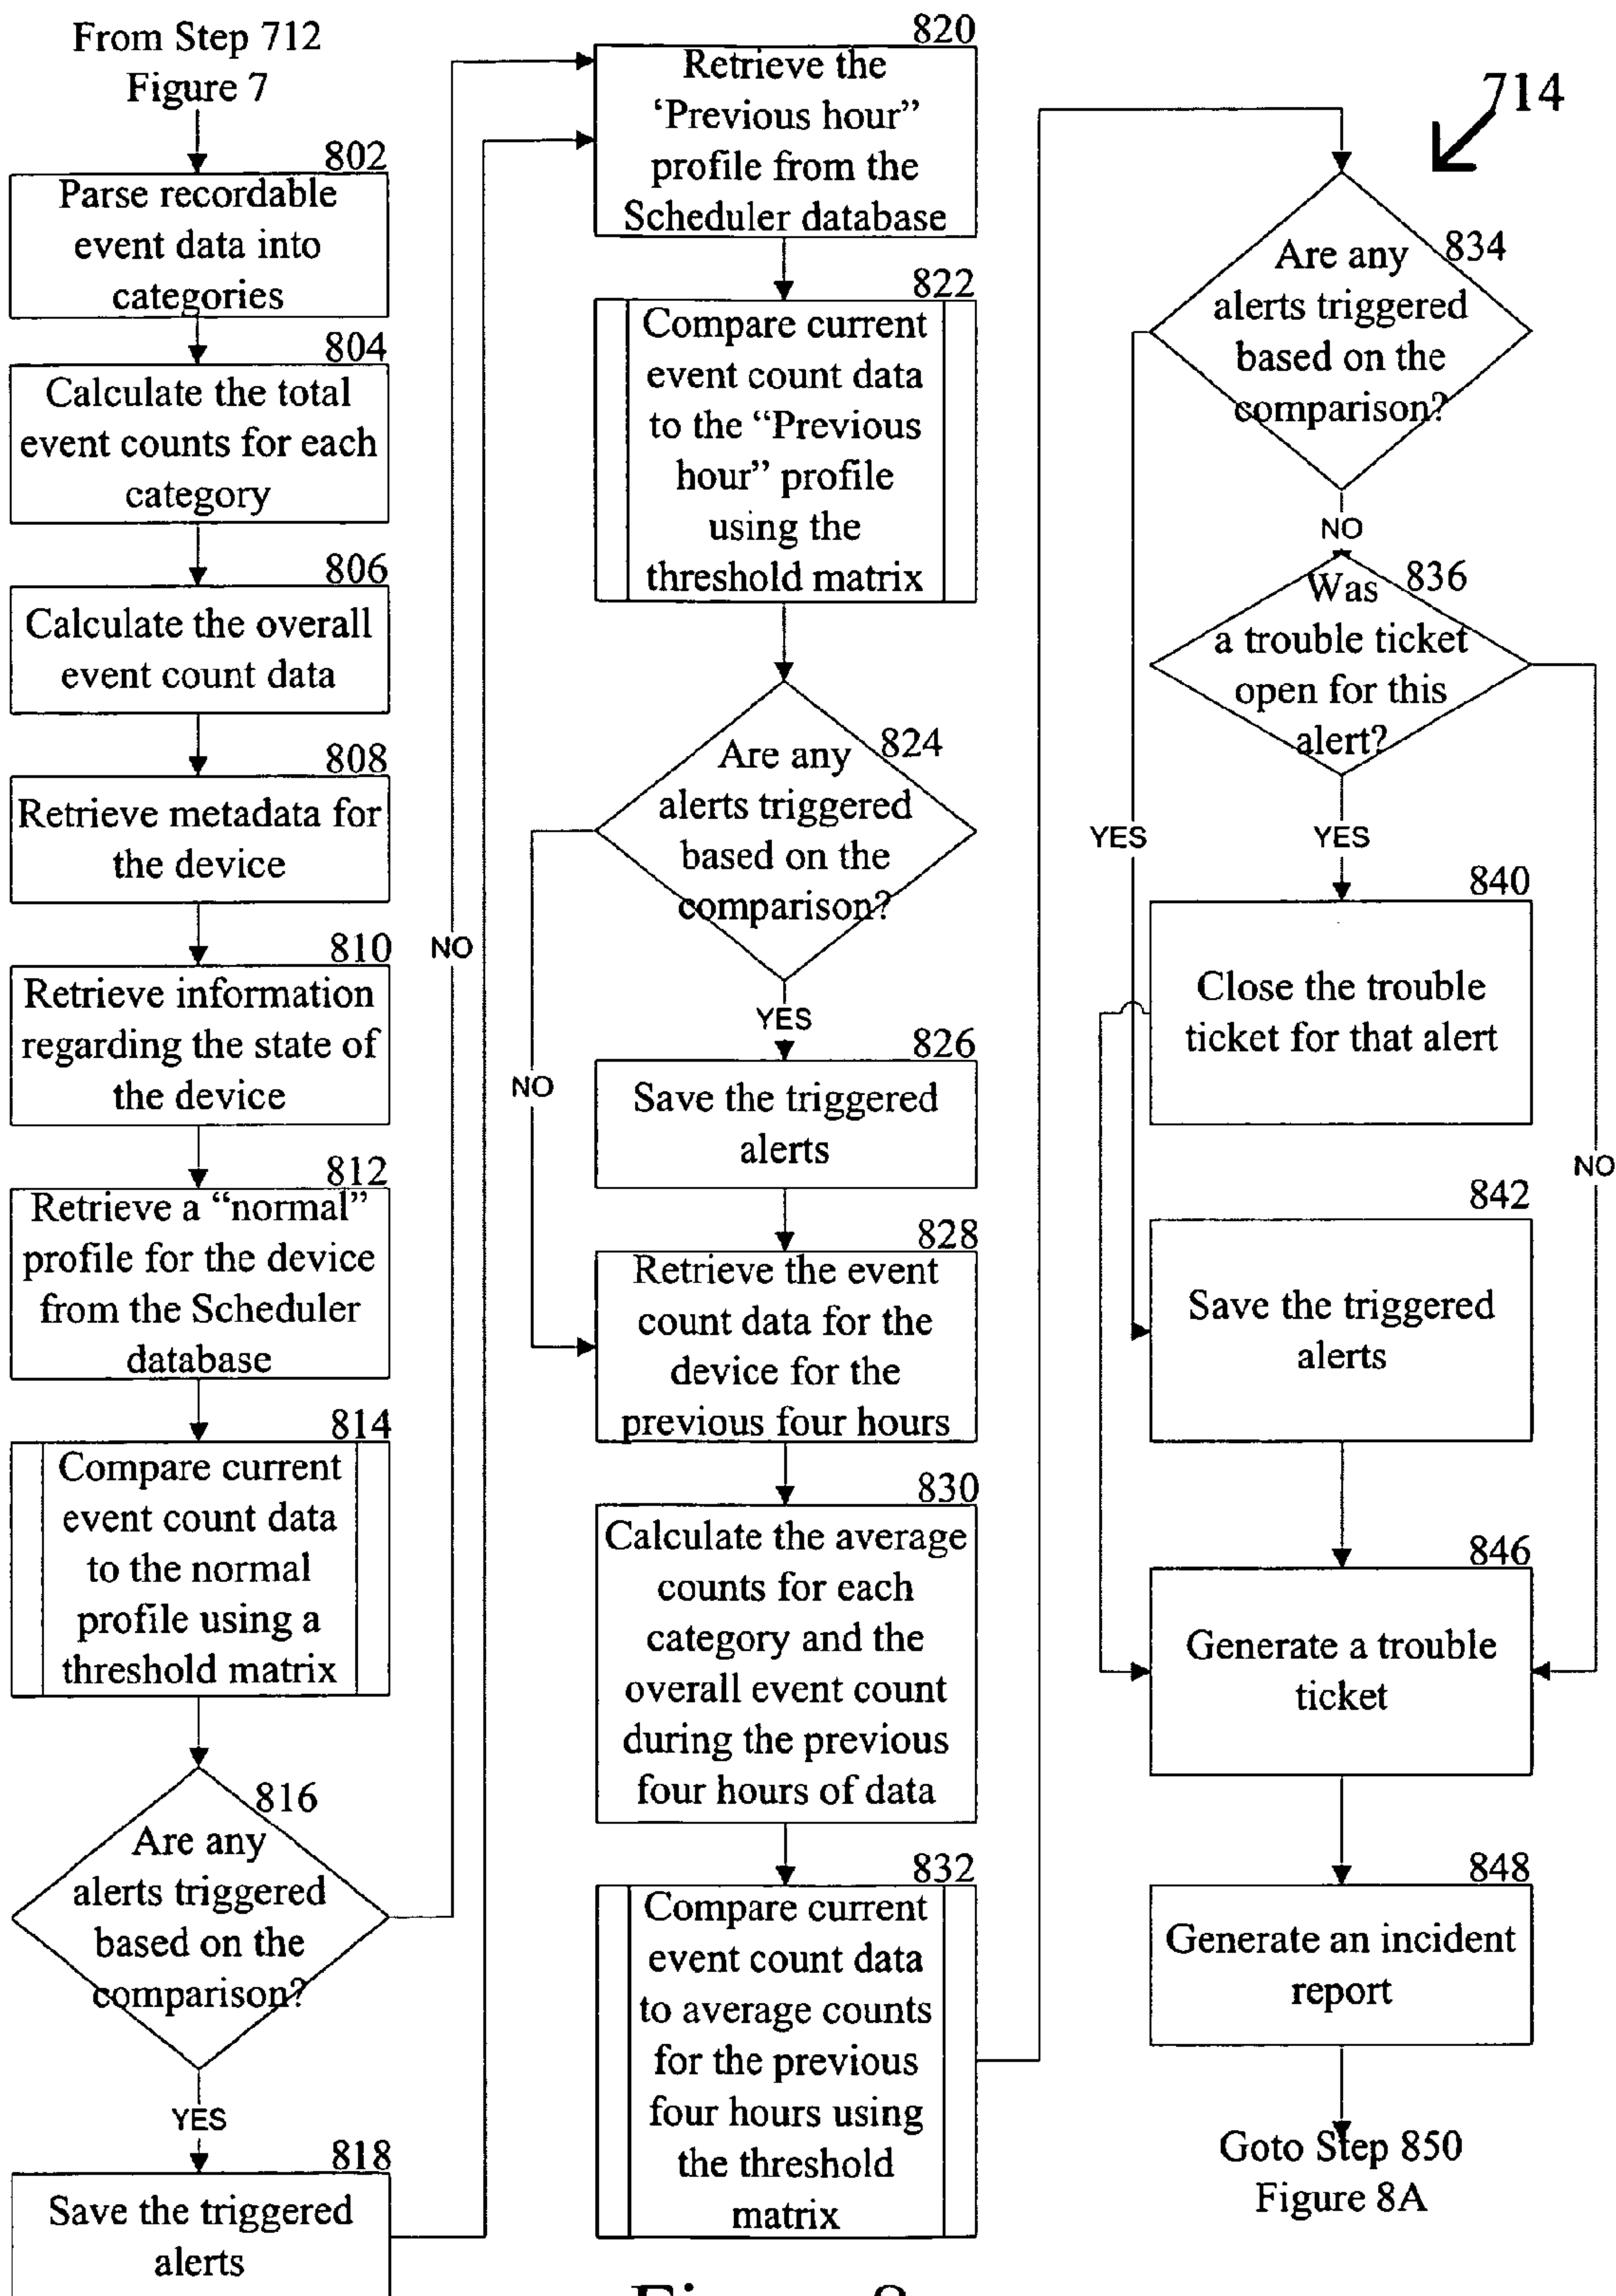 From Step 712
Figure 7
802
Parse recordable
event data into
categories
804
Calculate the total
event counts for each
category
806
Calculate the overall
event count data
808
Retrieve metadata for
the device
810
Retrieve information
regarding the state of
the device
812
Retrieve a “normal”
profile for the device
from the Scheduler
database
814
Compare current
event count data
to the normal
profile using a
threshold matrix
816
Are any
alerts triggered
based on the
comparison?
YES
818
Save the triggered
alerts
NO
820
Retrieve the
‘Previous hour”
profile from the
Scheduler database
822
Compare current
event count data
to the “Previous
hour” profile
using the
threshold matrix
824
Are any
alerts triggered
based on the
comparison?
YES
NO
826
Save the triggered
alerts
828
Retrieve the event
count data for the
device for the
previous four hours
830
Calculate the average
counts for each
category and the
overall event count
during the previous
four hours of data
832
Compare current
event count data
to average counts
for the previous
four hours using
the threshold
matrix
714
834
Are any
alerts triggered
based on the
comparison?
NO
836
Was
a trouble ticket
open for this
alert?
YES
YES
840
Close the trouble
ticket for that alert
NO
842
Save the triggered
alerts
846
Generate a trouble
ticket
848
Generate an incident
report
Goto Step 850
Figure 8A